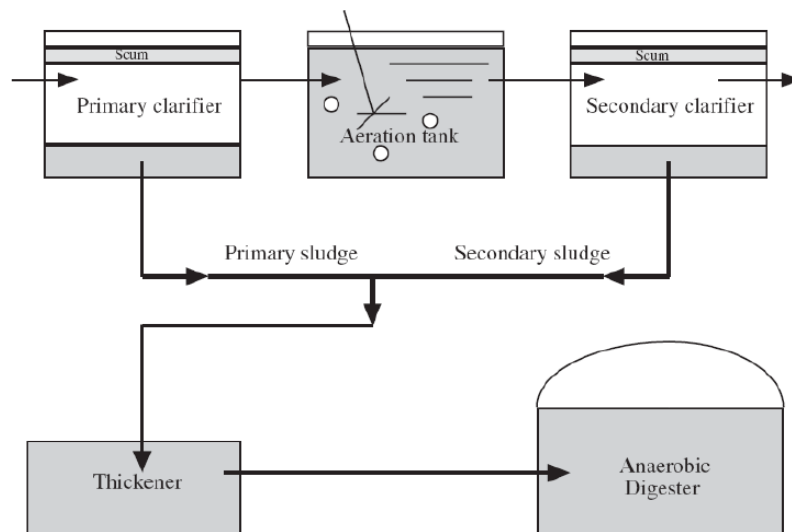 Scum
Scum
Primary clarifier
Aeration tank
Secondary clarifier
Primary sludge
Secondary sludge
Thickener
Anaerobic
Digester